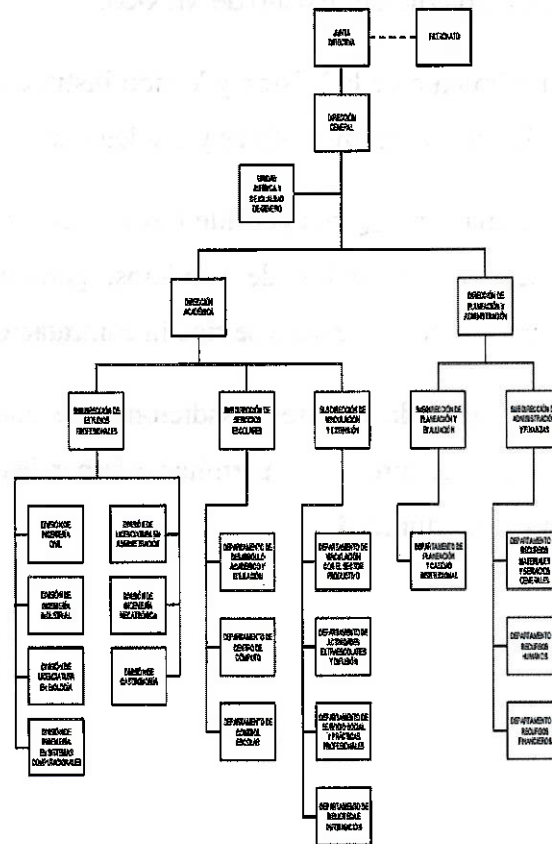 JUNTA
DIRECTIVA
PATRONATO
DIRECCIÓN
GENERAL
UNIDAD
JURÍDICA Y
DE IGUALDAD
DE GÉNERO
DIRECCIÓN
ACADÉMICA
DIRECCIÓN DE
PLANEACIÓN Y
ADMINISTRACIÓN
SUBDIRECCIÓN DE
ESTUDIOS
PROFESIONALES
SUBDIRECCIÓN DE
SERVICIOS
ESCOLARES
SUBDIRECCIÓN DE
VINCULACIÓN
Y EXTENSIÓN
SUBDIRECCIÓN DE
PLANEACIÓN Y
EVALUACIÓN
SUBDIRECCIÓN DE
ADMINISTRACIÓN
Y FINANZAS
DIVISIÓN DE
INGENIERÍA
CIVIL
DIVISIÓN DE
LICENCIATURA EN
ADMINISTRACIÓN
DEPARTAMENTO DE
DESARROLLO
ACADÉMICO Y
EVALUACIÓN
DEPARTAMENTO DE
VINCULACIÓN
CON EL SECTOR
PRODUCTIVO
DEPARTAMENTO
DE PLANEACIÓN
Y CALIDAD
INSTITUCIONAL
DEPARTAMENTO
RECURSOS
MATERIALES
Y SERVICIOS
GENERALES
DIVISIÓN DE
INGENIERÍA
INDUSTRIAL
DIVISIÓN DE
INGENIERÍA
MECATRÓNICA
DEPARTAMENTO DE
CENTRO DE
CÓMPUTO
DEPARTAMENTO DE
ACTIVIDADES
EXTRAESCOLARES
Y DIFUSIÓN
DEPARTAMENTO
RECURSOS
HUMANOS
DIVISIÓN DE
LICENCIATURA
EN BIOLOGÍA
DIVISIÓN DE
GASTRONOMÍA
DEPARTAMENTO DE
CONTROL
ESCOLAR
DEPARTAMENTO DE
SERVICIO SOCIAL
Y PRÁCTICAS
PROFESIONALES
DEPARTAMENTO
RECURSOS
FINANCIEROS
DIVISIÓN DE
INGENIERÍA
EN SISTEMAS
COMPUTACIONALES
DEPARTAMENTO
DE BIBLIOTECA E
INFORMACIÓN